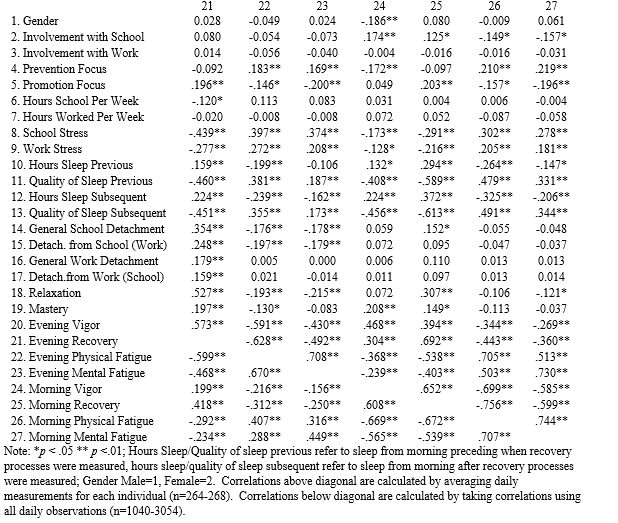 21 22 23 24 25 26 27
1. Gender 0.028 -0.049 0.024 -.186** 0.080 -0.009 0.061
2. Involvement with School 0.080 -0.054 -0.073 .174** .125* -.149* -.157*
3. Involvement with Work 0.014 -0.056 -0.040 -0.004 -0.016 -0.016 -0.031
4. Prevention Focus -0.092 .183** .169** -.172** -0.097 .210** .219**
5. Promotion Focus .196** -.146* -.200** 0.049 .203** -.157* -.196**
6. Hours School Per Week -.120* 0.113 0.083 0.031 0.004 0.006 -0.004
7. Hours Worked Per Week -0.020 -0.008 -0.008 0.072 0.052 -0.087 -0.058
8. School Stress -.439** .397** .374** -.173** -.291** .302** .278**
9. Work Stress -.277** .272** .208** -.128* -.216** .205** .181**
10. Hours Sleep Previous .159** -.199** -0.106 .132* .294** -.264** -.147*
11. Quality of Sleep Previous -.460** .381** .187** -.408** -.589** .479** .331**
12. Hours Sleep Subsequent .224** -.239** -.162** .224** .372** -.325** -.206**
13. Quality of Sleep Subsequent -.451** .355** .173** -.456** -.613** .491** .344**
14. General School Detachment .354** -.176** -.178** 0.059 .152* -0.055 -0.048
15. Detach. from School (Work) .248** -.197** -.179** 0.072 0.095 -0.047 -0.037
16. General Work Detachment .179** 0.005 0.000 0.006 0.110 0.013 0.013
17. Detach.from Work (School) .159** 0.021 -0.014 0.011 0.097 0.013 0.014
18. Relaxation .527** -.193** -.215** 0.072 .307** -0.106 -.121*
19. Mastery .197** -.130* -0.083 .208** .149* -0.113 -0.037
20. Evening Vigor .573** -.591** -.430** .468** .394** -.344** -.269**
21. Evening Recovery -.628** -.492** .304** .692** -.443** -.360**
22. Evening Physical Fatigue -.599** .708** -.368** -.538** .705** .513**
23. Evening Mental Fatigue -.468** .670** -.239** -.403** .503** .730**
24. Morning Vigor .199** -.216** -.156** .652** -.699** -.585**
25. Morning Recovery .418** -.312** -.250** .608** -.756** -.599**
26. Morning Physical Fatigue -.292** .407** .316** -.669** -.672** .744**
27. Morning Mental Fatigue -.234** .288** .449** -.565** -.539** .707**
Note: *p < .05 ** p <.01; Hours Sleep/Quality of sleep previous refer to sleep from morning preceding when recovery
processes were measured, hours sleep/quality of sleep subsequent refer to sleep from morning after recovery processes
were measured; Gender Male=1, Female=2. Correlations above diagonal are calculated by averaging daily
measurements for each individual (n=264-268). Correlations below diagonal are calculated by taking correlations using
all daily observations (n=1040-3054).